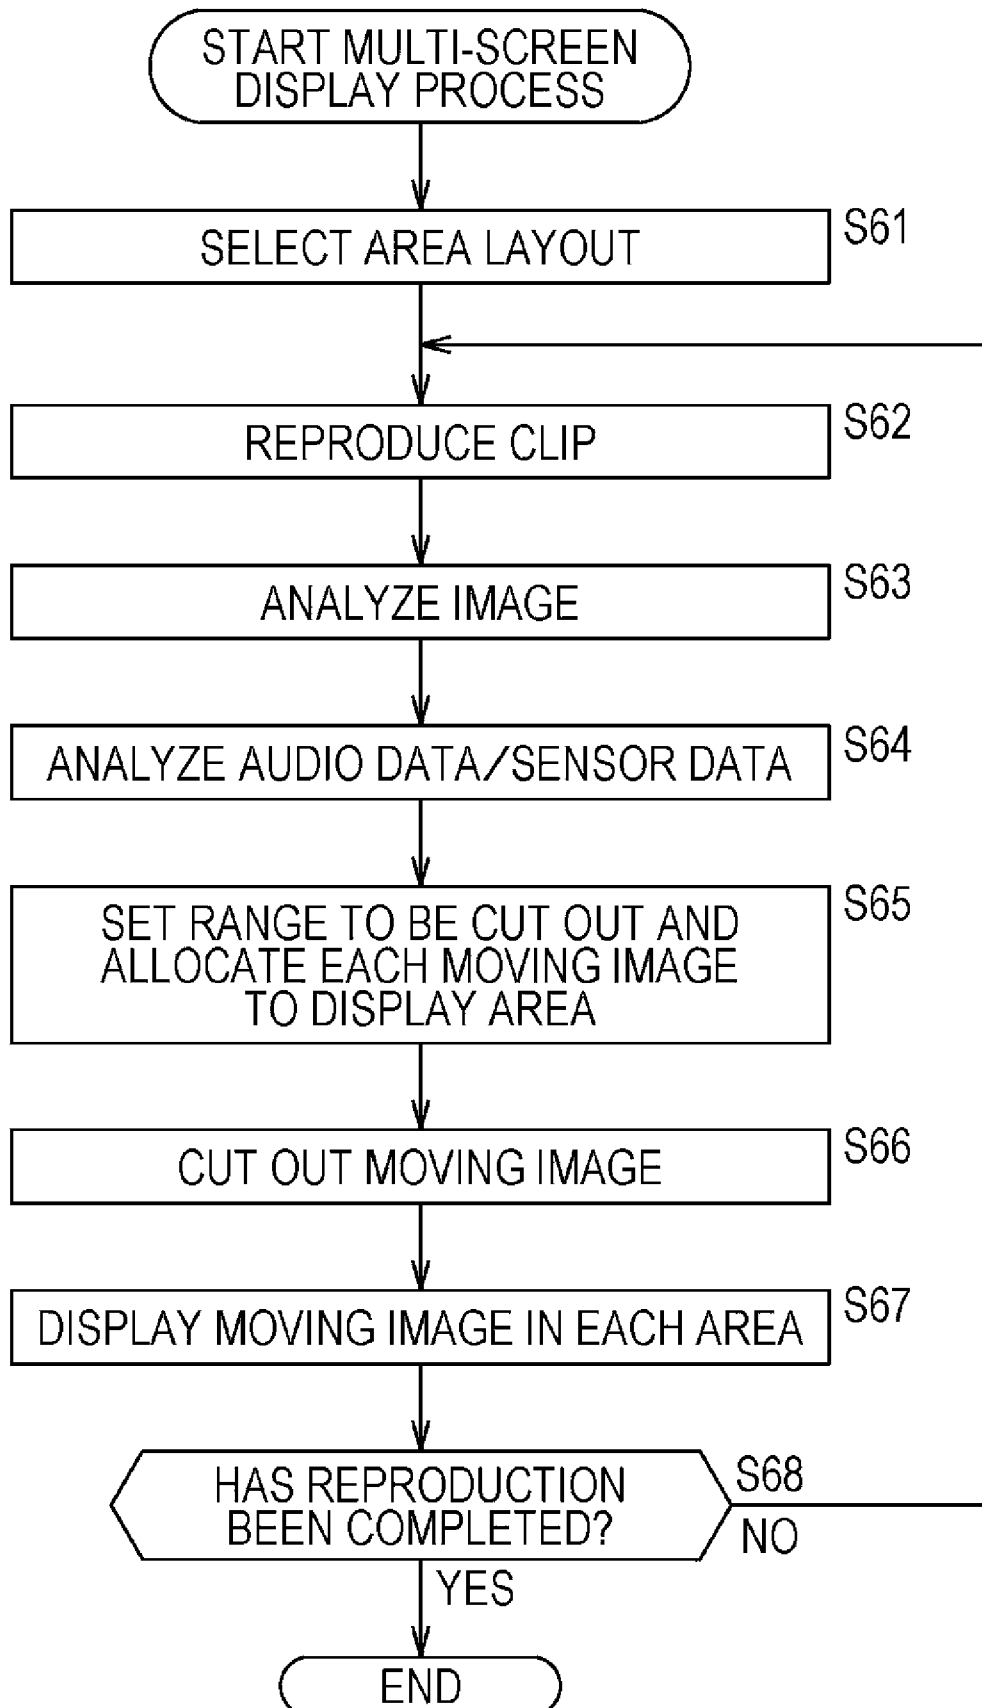 START MULTI-SCREEN
DISPLAY PROCESS
SELECT AREA LAYOUT
S61
REPRODUCE CLIP
S62
ANALYZE IMAGE
S63
ANALYZE AUDIO DATA/SENSOR DATA
S64
SET RANGE TO BE CUT OUT AND
ALLOCATE EACH MOVING IMAGE
TO DISPLAY AREA
S65
CUT OUT MOVING IMAGE
S66
DISPLAY MOVING IMAGE IN EACH AREA
S67
HAS REPRODUCTION
BEEN COMPLETED?
S68
NO
YES
END